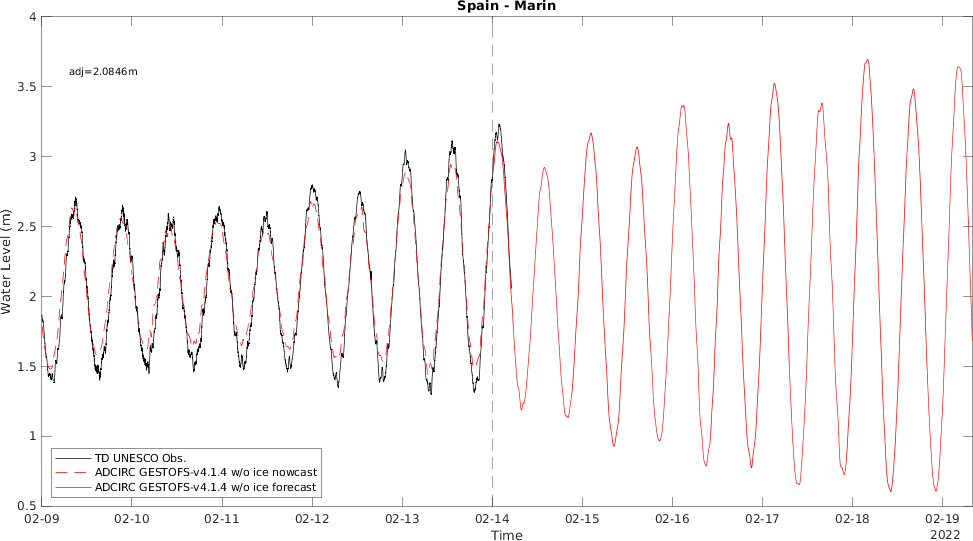 Spain - Marin
4
adj=2.0846m
3.5
3
2.5
2
1.5
1
0.5
Water Level (m)
TD UNESCO Obs.
ADCIRC GESTOFS-v4.1.4 w/o ice nowcast
ADCIRC GESTOFS-v4.1.4 w/o ice forecast
02-09 02-10 02-11 02-12 02-13 02-14 02-15 02-16 02-17 02-18 02-19
Time
2022